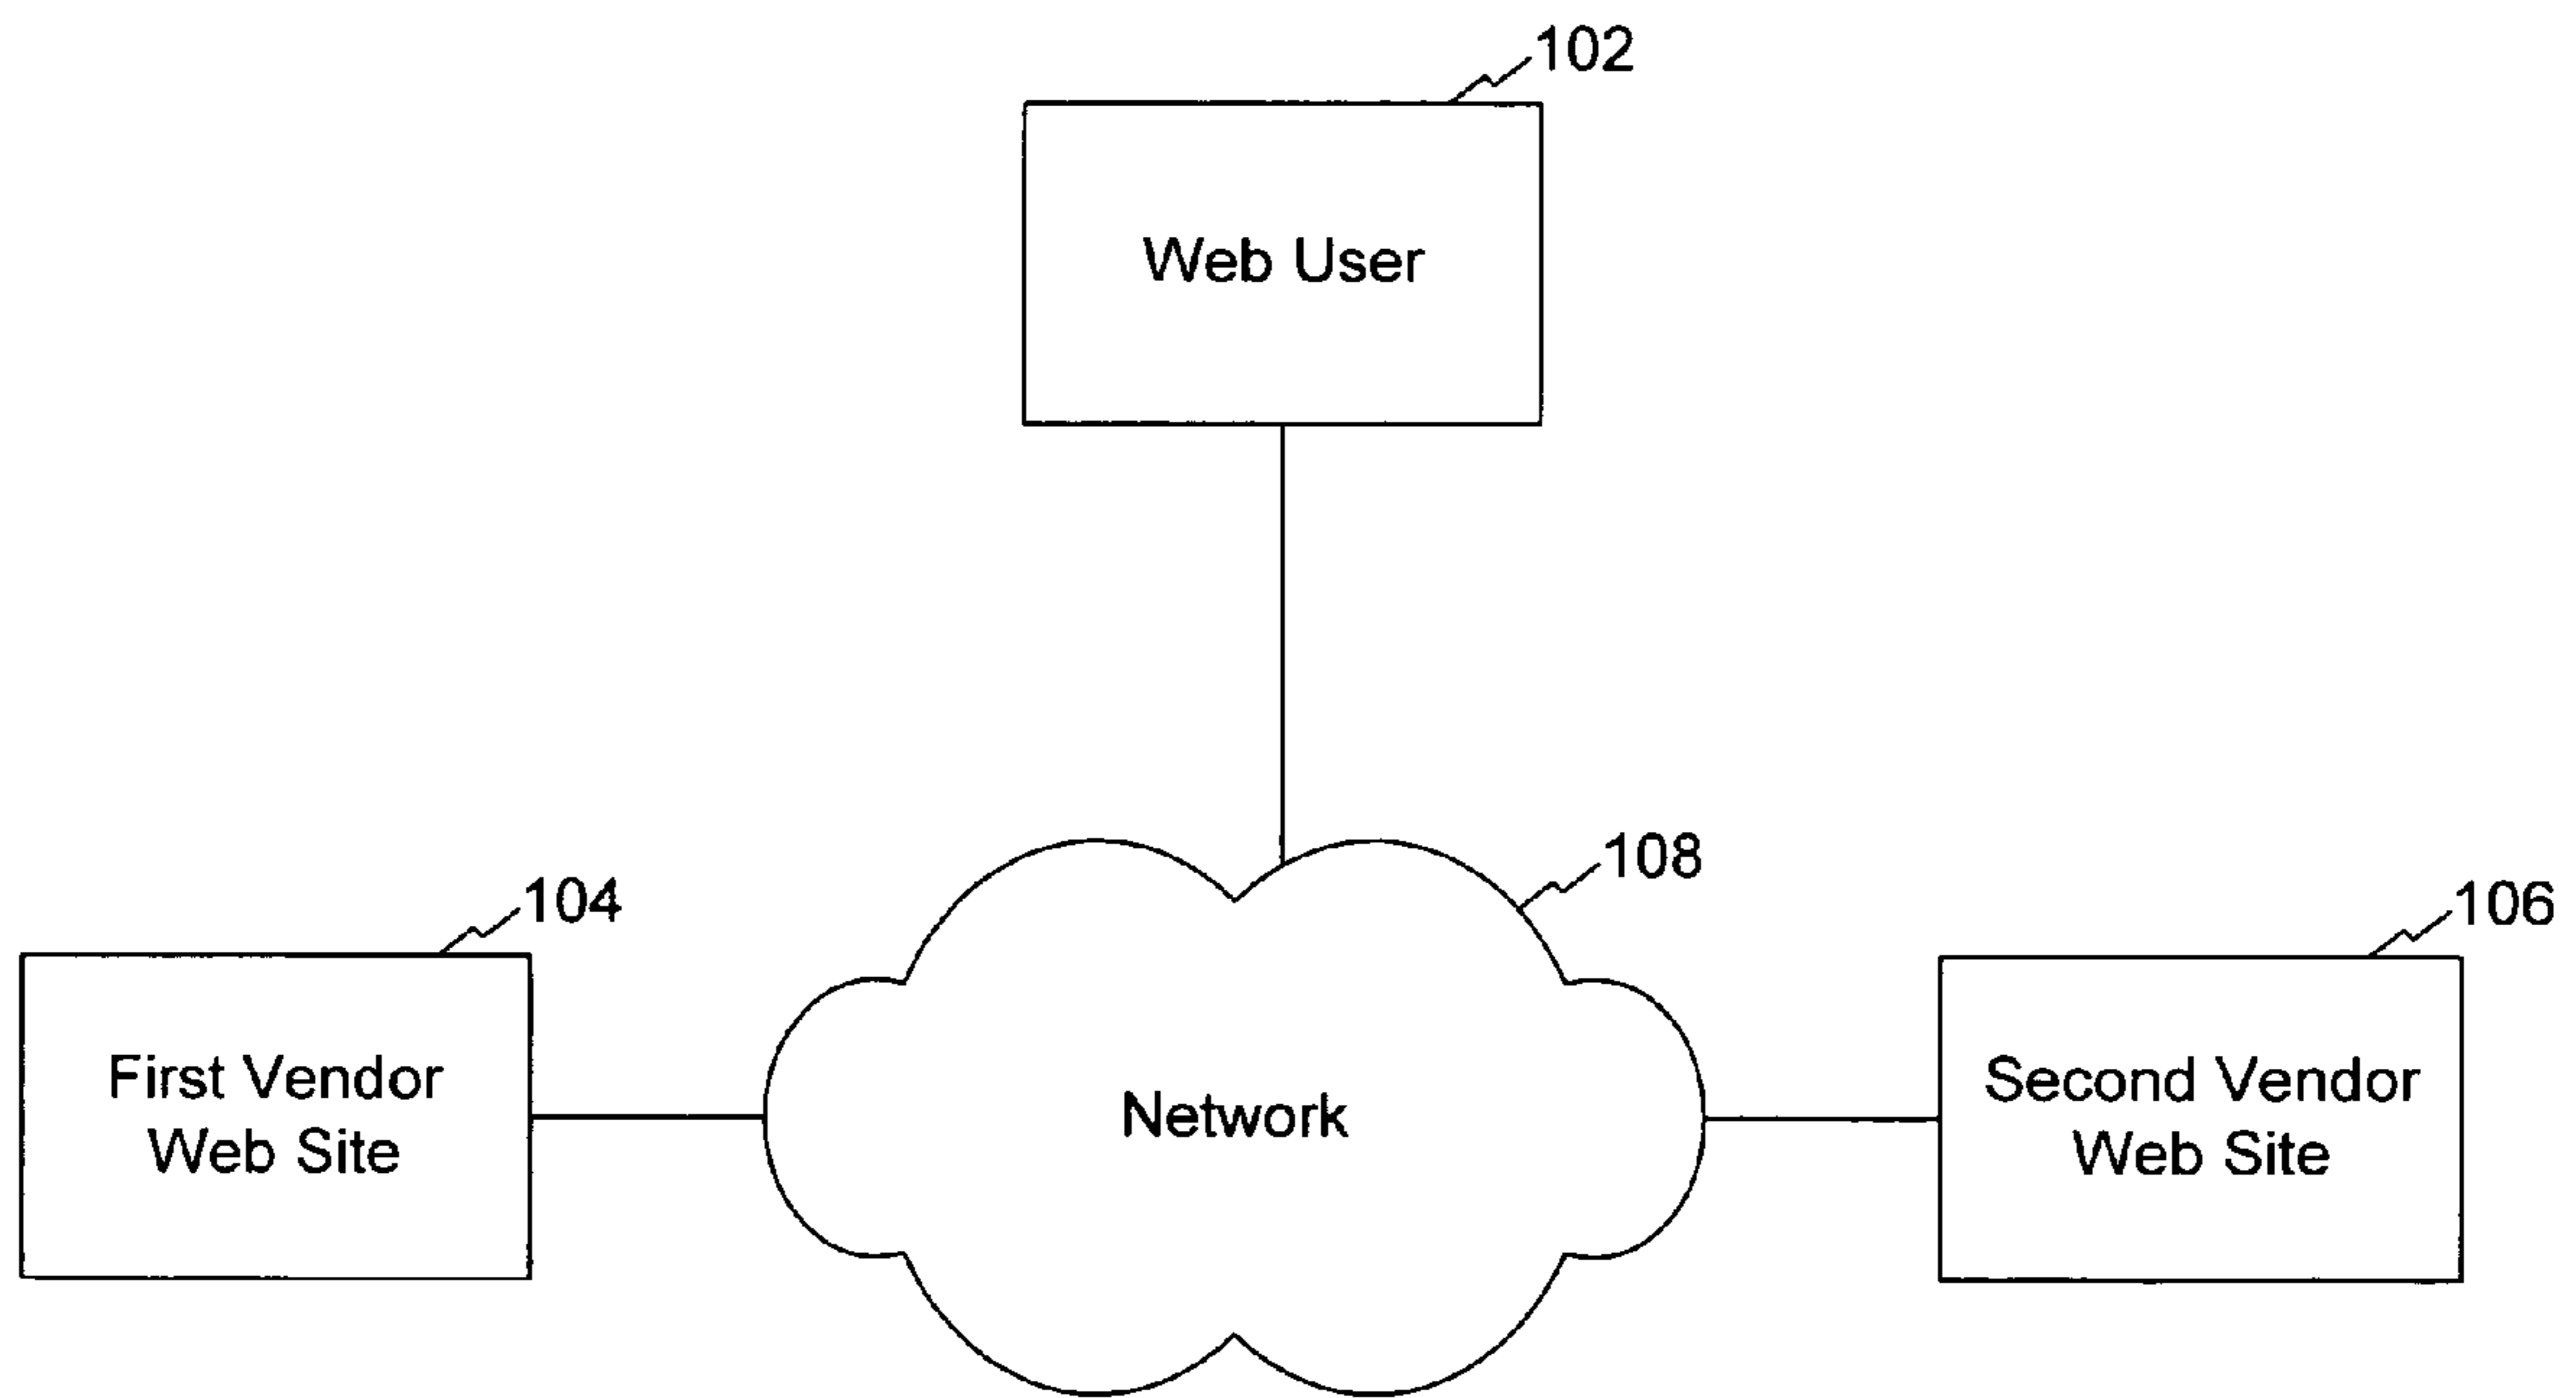 102
Web User
108
104
106
First Vendor
Web Site
Network
Second Vendor
Web Site